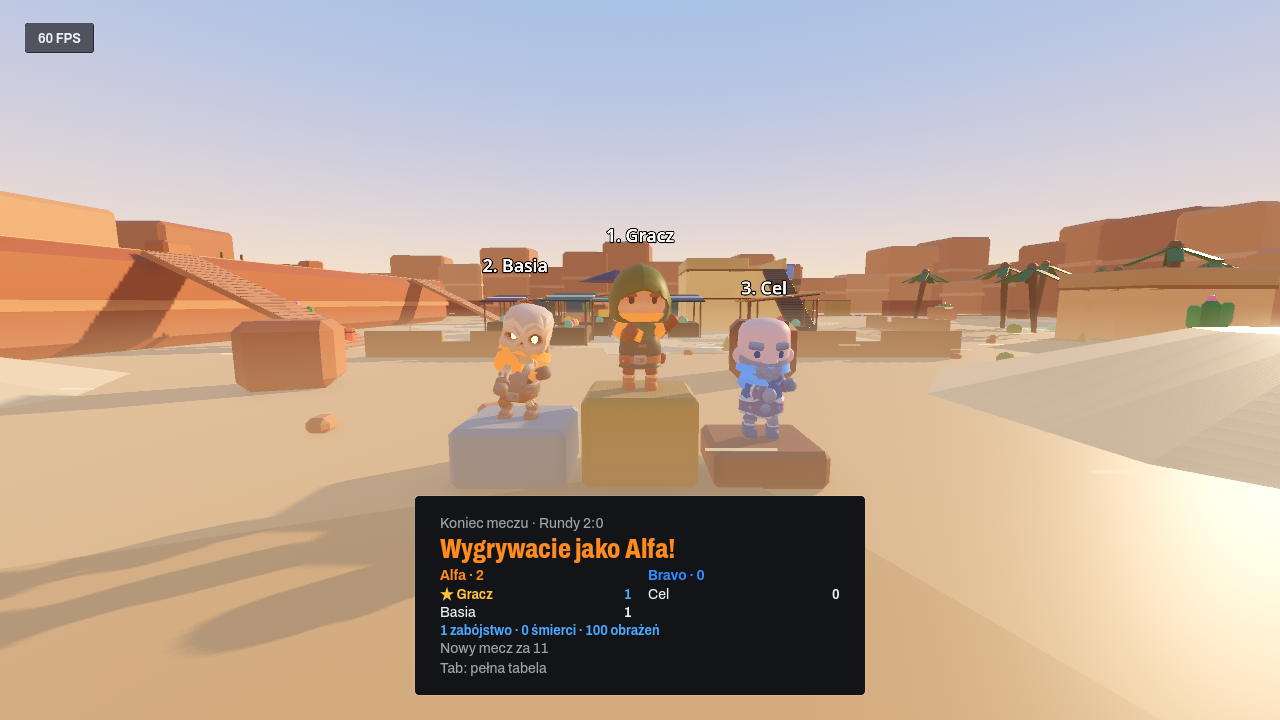 60 FPS
1. Gracz
2. Basia
3. Cel
Koniec meczu · Rundy 2:0
Wygrywacie jako Alfa!
Alfa · 2 Bravo · 0
★ Gracz 1 Cel 0
Basia 1
1 zabójstwo · 0 śmierci · 100 obrażeń
Nowy mecz za 11
Tab: pełna tabela